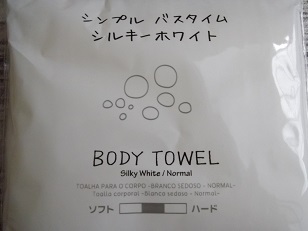 シンプル バスタイム
シルキーホワイト
BODY TOWEL
Silky White / Normal
TOALHA PARA O CORPO -BRANCO SEDOSO - NORMAL-
Toalla corporal -Blanco sedoso - Normal-
ソフト ハード